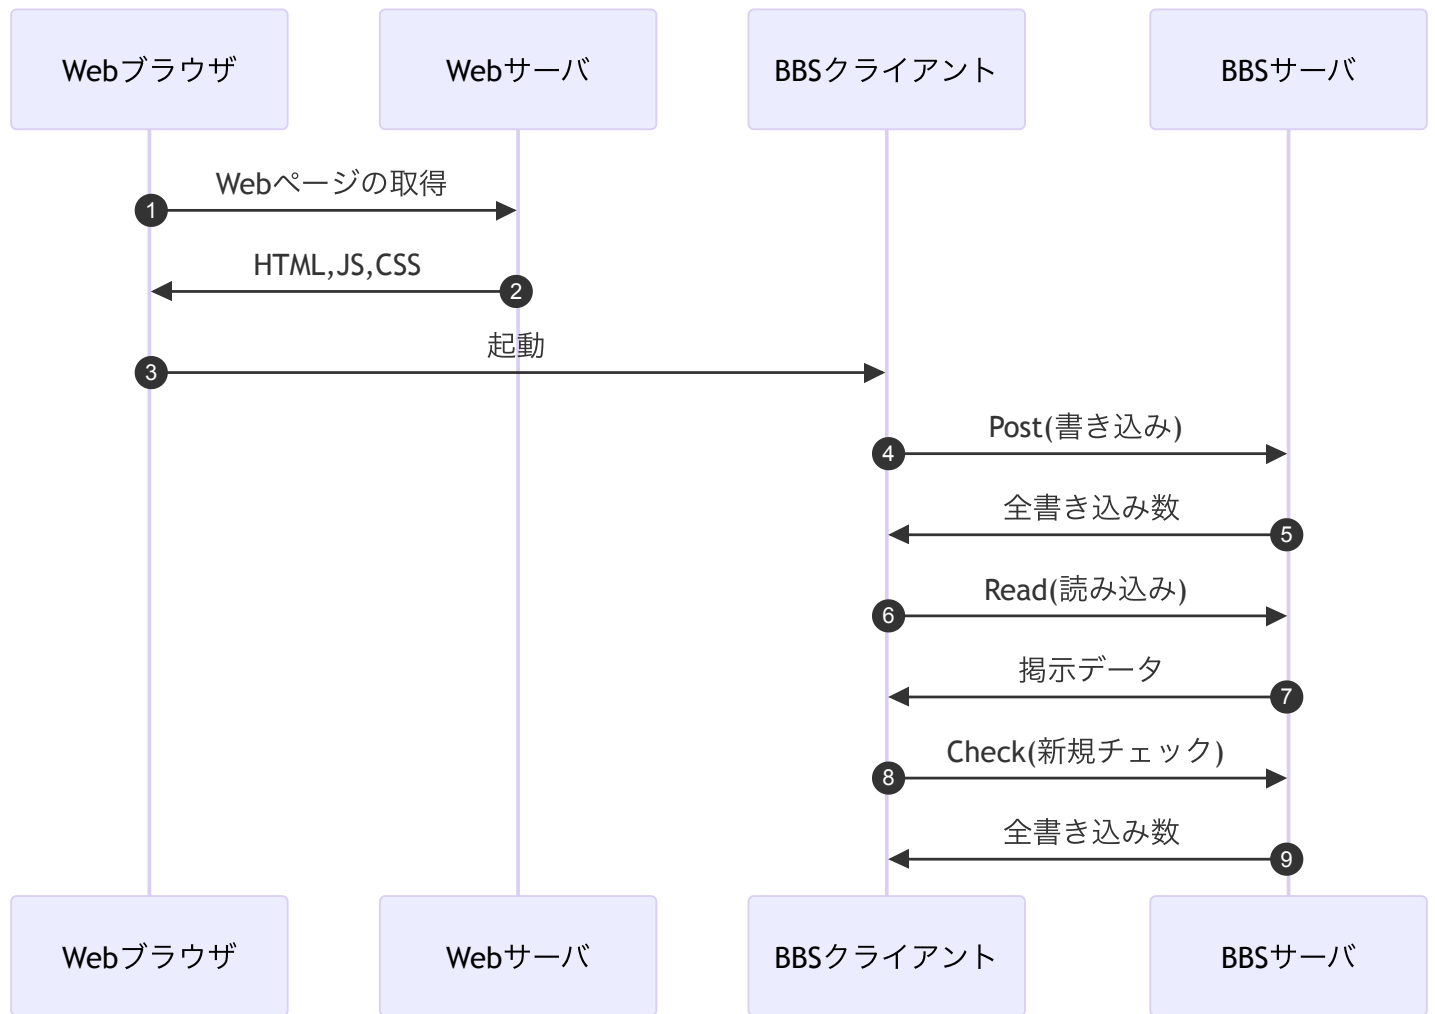 Webブラウザ
Webサーバ
BBSクライアント
BBSサーバ
Webページの取得
1
HTML,JS,CSS
2
起動
3
Post(書き込み)
4
全書き込み数
5
Read(読み込み)
6
掲示データ
7
Check(新規チェック)
8
全書き込み数
9
Webブラウザ
Webサーバ
BBSクライアント
BBSサーバ